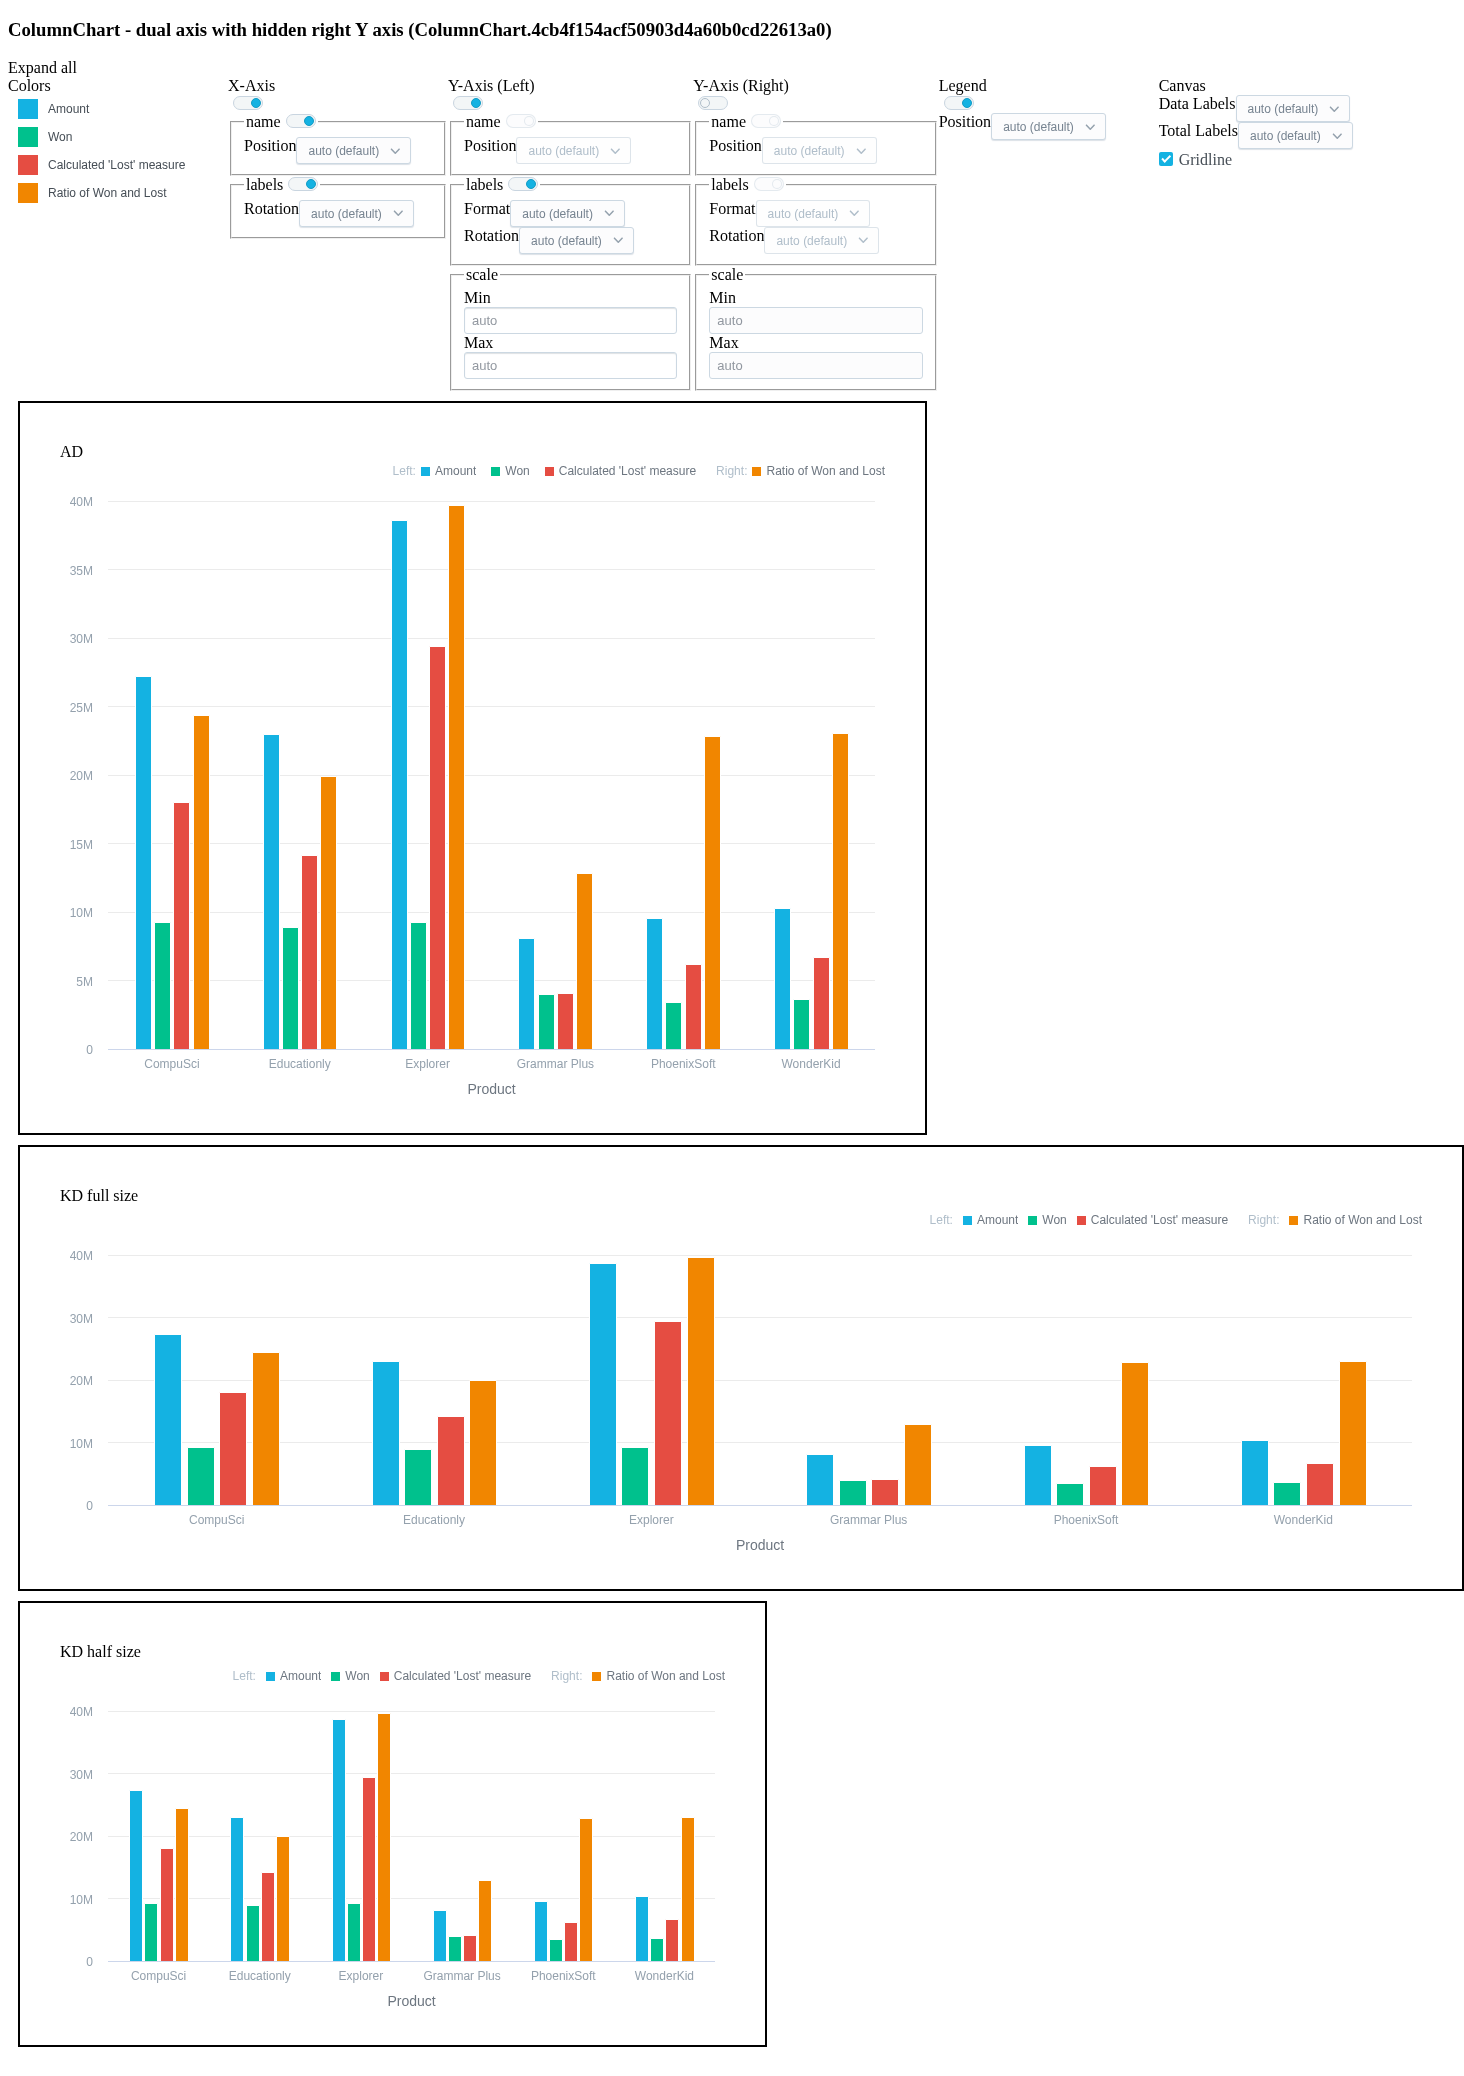 ColumnChart - dual axis with hidden right Y axis (ColumnChart.4cb4f154acf50903d4a60b0cd22613a0)
Expand all
Colors
Amount
Won
Calculated 'Lost' measure
Ratio of Won and Lost
X-Axis
name
Position auto (default)
labels
Rotation auto (default)
Y-Axis (Left)
name
Position auto (default)
labels
Format auto (default)
Rotation auto (default)
scale
Min
auto
Max
auto
Y-Axis (Right)
name
Position auto (default)
labels
Format auto (default)
Rotation auto (default)
scale
Min
auto
Max
auto
Legend
Position auto (default)
Canvas
Data Labels auto (default)
Total Labels auto (default)
Gridline
AD
Left: Amount Won Calculated 'Lost' measure Right: Ratio of Won and Lost
40M
35M
30M
25M
20M
15M
10M
5M
0
CompuSci Educationly Explorer Grammar Plus PhoenixSoft WonderKid
Product
KD full size
Left: Amount Won Calculated 'Lost' measure Right: Ratio of Won and Lost
40M
30M
20M
10M
0
CompuSci Educationly Explorer Grammar Plus PhoenixSoft WonderKid
Product
KD half size
Left: Amount Won Calculated 'Lost' measure Right: Ratio of Won and Lost
40M
30M
20M
10M
0
CompuSci Educationly Explorer Grammar Plus PhoenixSoft WonderKid
Product